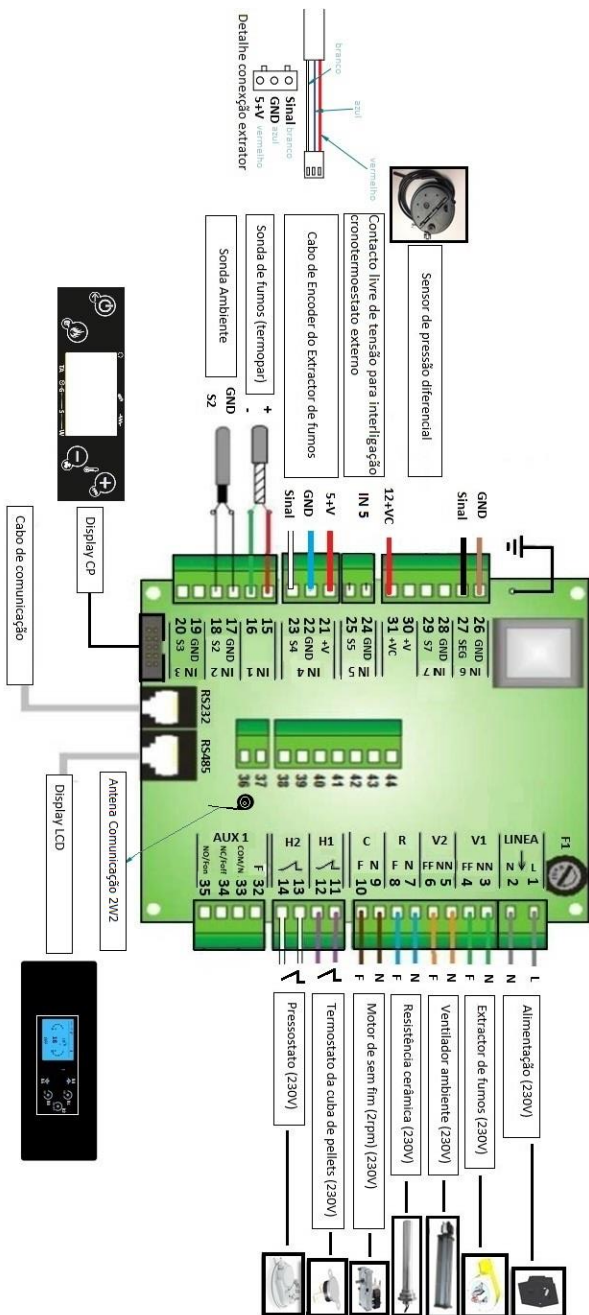 Alimentação (230V)
Extractor de fumos (230V)
Ventilador ambiente (230V)
Resistência cerâmica (230V)
Motor de sem fim (2rpm) (230V)
Termostato da cuba de pellets (230V)
Pressostato (230V)
L
N
N
F
N
F
N
F
N
F
F1
LINEA
L
N
1
2
V1
NN
FF
3
4
V2
NN
FF
5
6
R
N
F
7
8
C
N
F
9
10
H1
11
12
H2
13
14
AUX 1
F
COM/N
NC/Foff
NO/Fon
32
33
34
35
44
43
42
41
40
39
38
37
36
RS485
RS232
Antena Comunicação 2W2
Display LCD
Cabo de comunicação
Display CP
IN 6
GND
SEG
26
27
IN 7
GND
S7
28
29
+V
30
+VC
31
IN 5
GND
S5
24
25
IN 4
+V
GND
S4
21
22
23
IN 1
15
16
IN 2
GND
S2
17
18
IN 3
GND
S3
19
20
GND
Sinal
12+VC
IN 5
5+V
GND
Sinal
+
-
GND
S2
Sensor de pressão diferencial
Contacto livre de tensão para interligação
cronotermoestato externo
Cabo de Encoder do Extractor de fumos
Sonda de fumos (termopar)
Sonda Ambiente
branco
azul
vermelho
Sinal branco
GND azul
5+V vermelho
Detalhe conexção extrator